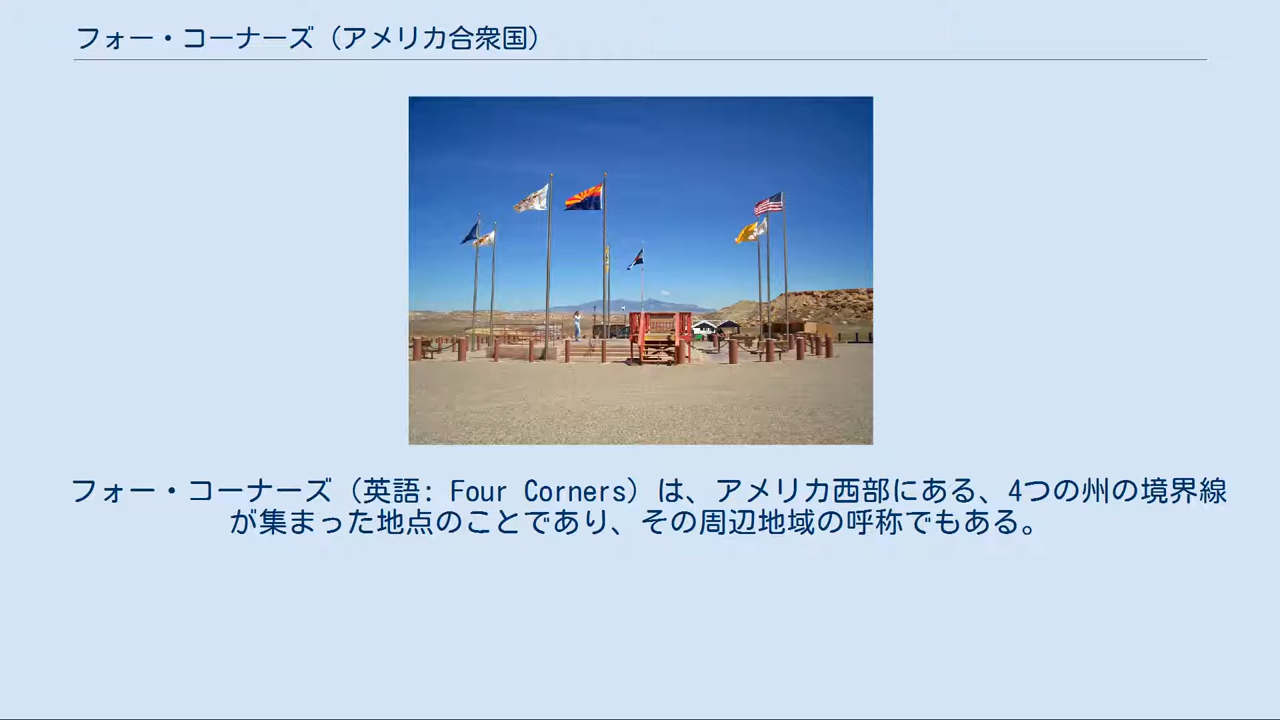 フォー・コーナーズ（アメリカ合衆国）
フォー・コーナーズ（英語: Four Corners）は、アメリカ西部にある、4つの州の境界線
が集まった地点のことであり、その周辺地域の呼称でもある。